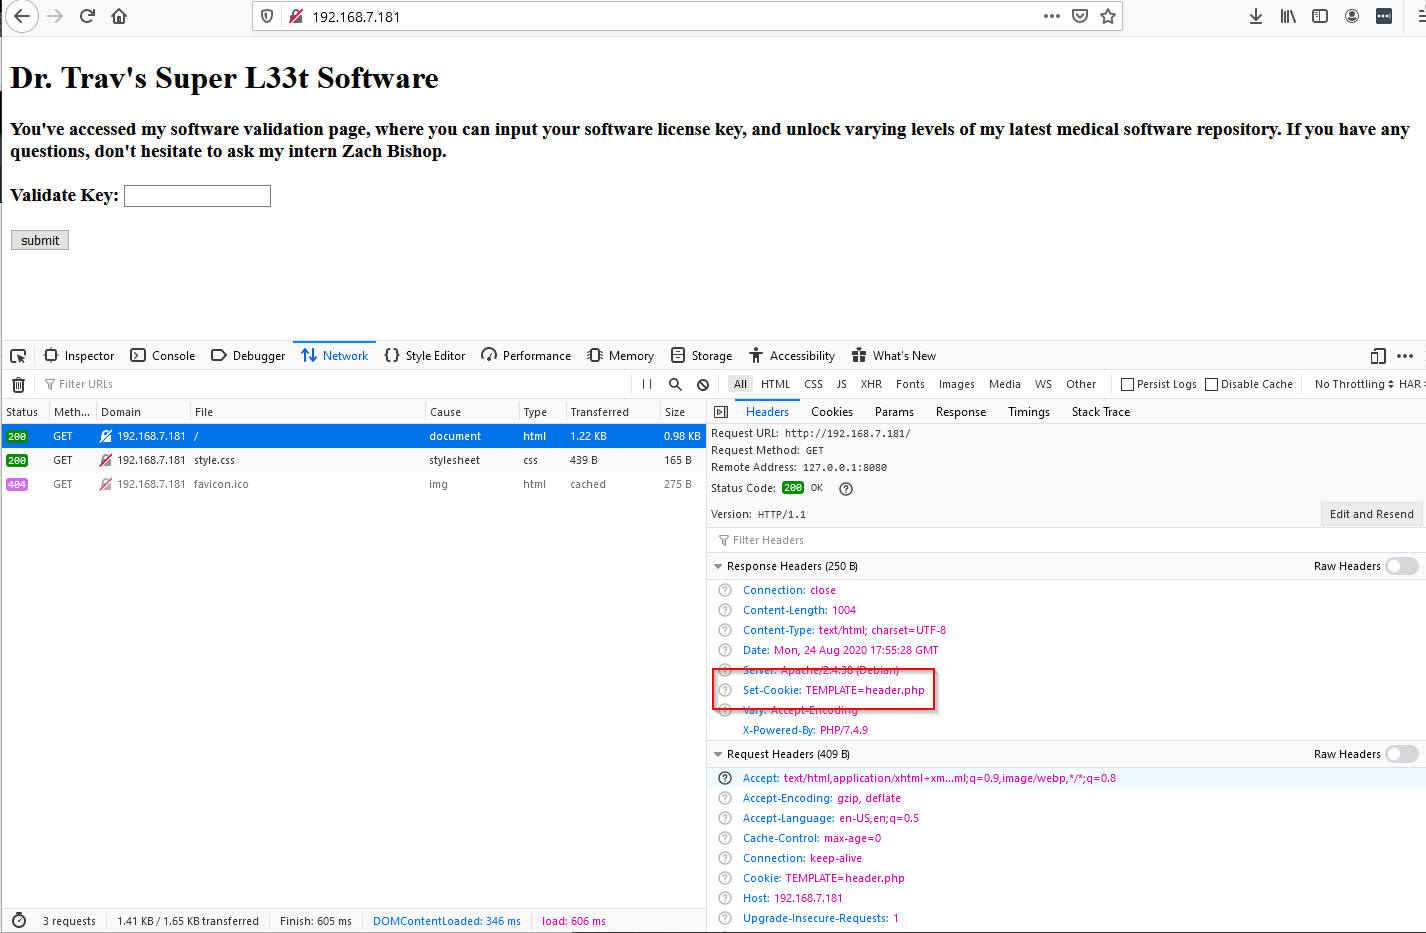 192.168.7.181
Dr. Trav's Super L33t Software
You've accessed my software validation page, where you can input your software license key, and unlock varying levels of my latest medical software repository. If you have any
questions, don't hesitate to ask my intern Zach Bishop.
Validate Key:
submit
Inspector Console Debugger Network Style Editor Performance Memory Storage Accessibility What's New
Filter URLs All HTML CSS JS XHR Fonts Images Media WS Other Persist Logs Disable Cache No Throttling HAR
Status Meth... Domain File Cause Type Transferred Size
200 GET 192.168.7.181 / document html 1.22 KB 0.98 KB
200 GET 192.168.7.181 style.css stylesheet css 439 B 165 B
404 GET 192.168.7.181 favicon.ico img html cached 275 B
Headers Cookies Params Response Timings Stack Trace
Request URL: http://192.168.7.181/
Request Method: GET
Remote Address: 127.0.0.1:8080
Status Code: 200 OK
Version: HTTP/1.1 Edit and Resend
Filter Headers
Response Headers (250 B) Raw Headers
Connection: close
Content-Length: 1004
Content-Type: text/html; charset=UTF-8
Date: Mon, 24 Aug 2020 17:55:28 GMT
Server: Apache/2.4.38 (Debian)
Set-Cookie: TEMPLATE=header.php
Vary: Accept-Encoding
X-Powered-By: PHP/7.4.9
Request Headers (409 B) Raw Headers
Accept: text/html,application/xhtml+xm...ml;q=0.9,image/webp,*/*;q=0.8
Accept-Encoding: gzip, deflate
Accept-Language: en-US,en;q=0.5
Cache-Control: max-age=0
Connection: keep-alive
Cookie: TEMPLATE=header.php
Host: 192.168.7.181
Upgrade-Insecure-Requests: 1
3 requests 1.41 KB / 1.65 KB transferred Finish: 605 ms DOMContentLoaded: 346 ms load: 606 ms